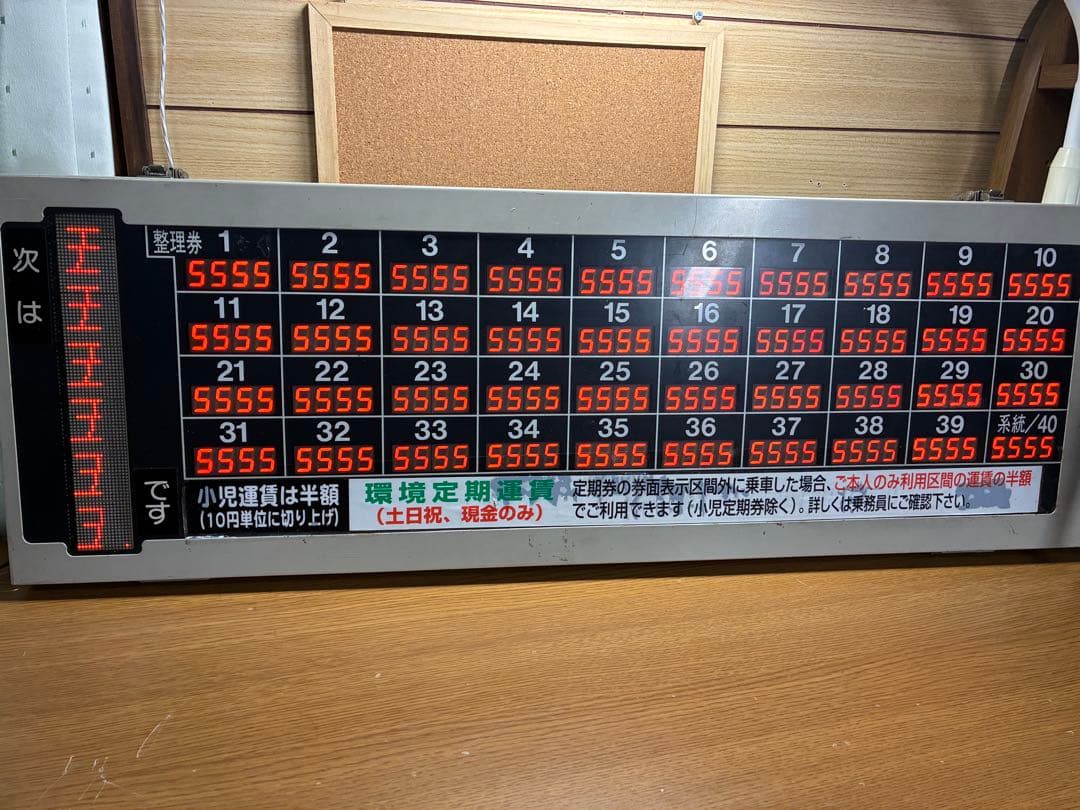 次は
です
整理券 1 2 3 4 5 6 7 8 9 10
5555 5555 5555 5555 5555 5555 5555 5555 5555 5555
11 12 13 14 15 16 17 18 19 20
5555 5555 5555 5555 5555 5555 5555 5555 5555 5555
21 22 23 24 25 26 27 28 29 30
5555 5555 5555 5555 5555 5555 5555 5555 5555 5555
31 32 33 34 35 36 37 38 39 系統/40
5555 5555 5555 5555 5555 5555 5555 5555 5555 5555
小児運賃は半額
(10円単位に切り上げ)
環境定期運賃
(土日祝、現金のみ)
定期券の券面表示区間外に乗車した場合、ご本人のみ利用区間の運賃の半額
でご利用できます(小児定期券除く)。詳しくは乗務員にご確認下さい。